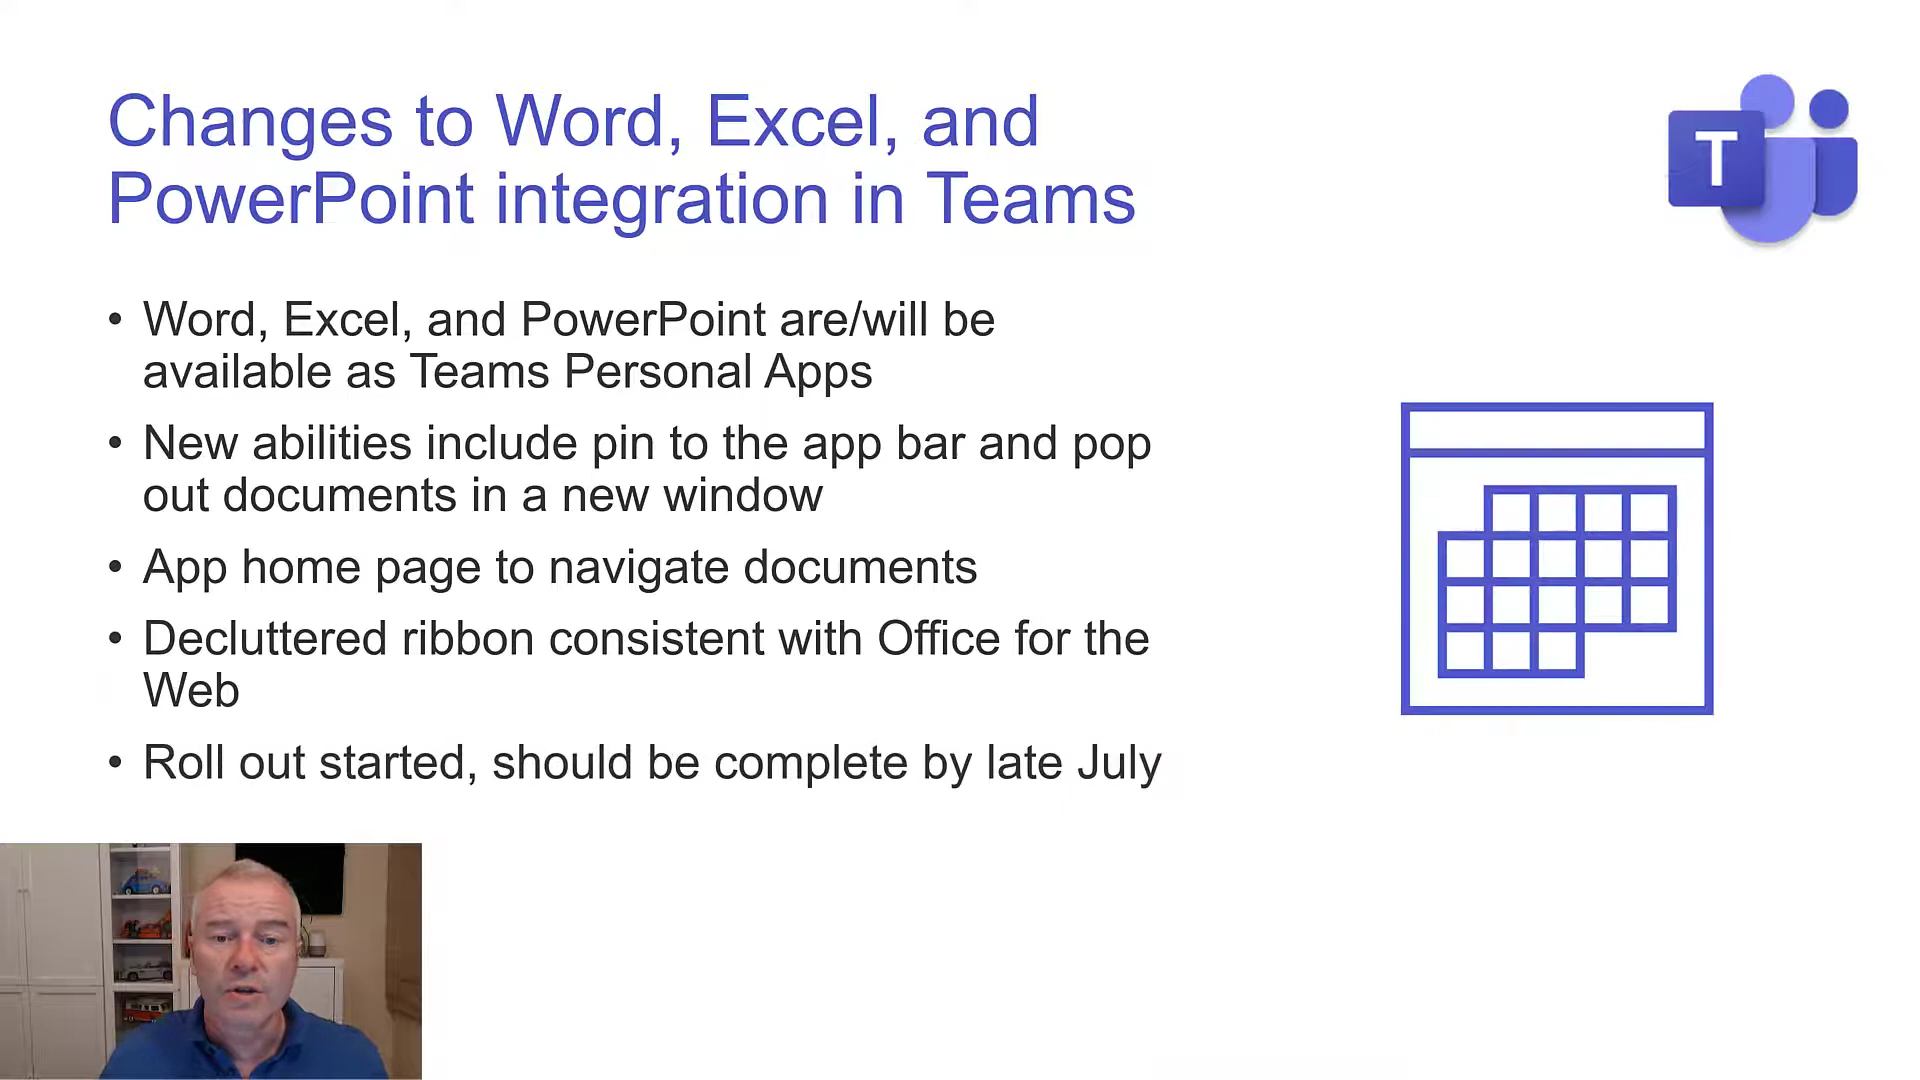 Changes to Word, Excel, and
PowerPoint integration in Teams
T
• Word, Excel, and PowerPoint are/will be
available as Teams Personal Apps
• New abilities include pin to the app bar and pop
out documents in a new window
• App home page to navigate documents
• Decluttered ribbon consistent with Office for the
Web
• Roll out started, should be complete by late July